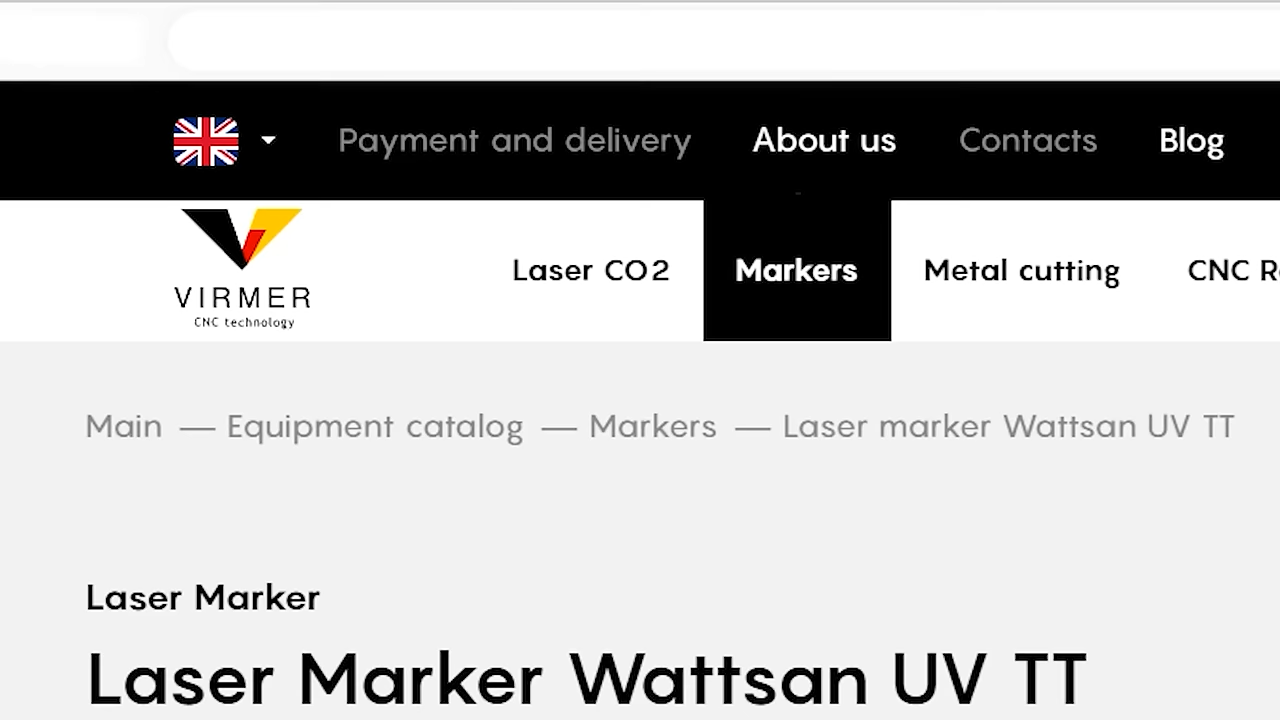 Payment and delivery About us Contacts Blog
VIRMER
CNC technology
Laser CO2 Markers Metal cutting CNC
Main — Equipment catalog — Markers — Laser marker Wattsan UV TT
Laser Marker
Laser Marker Wattsan UV TT